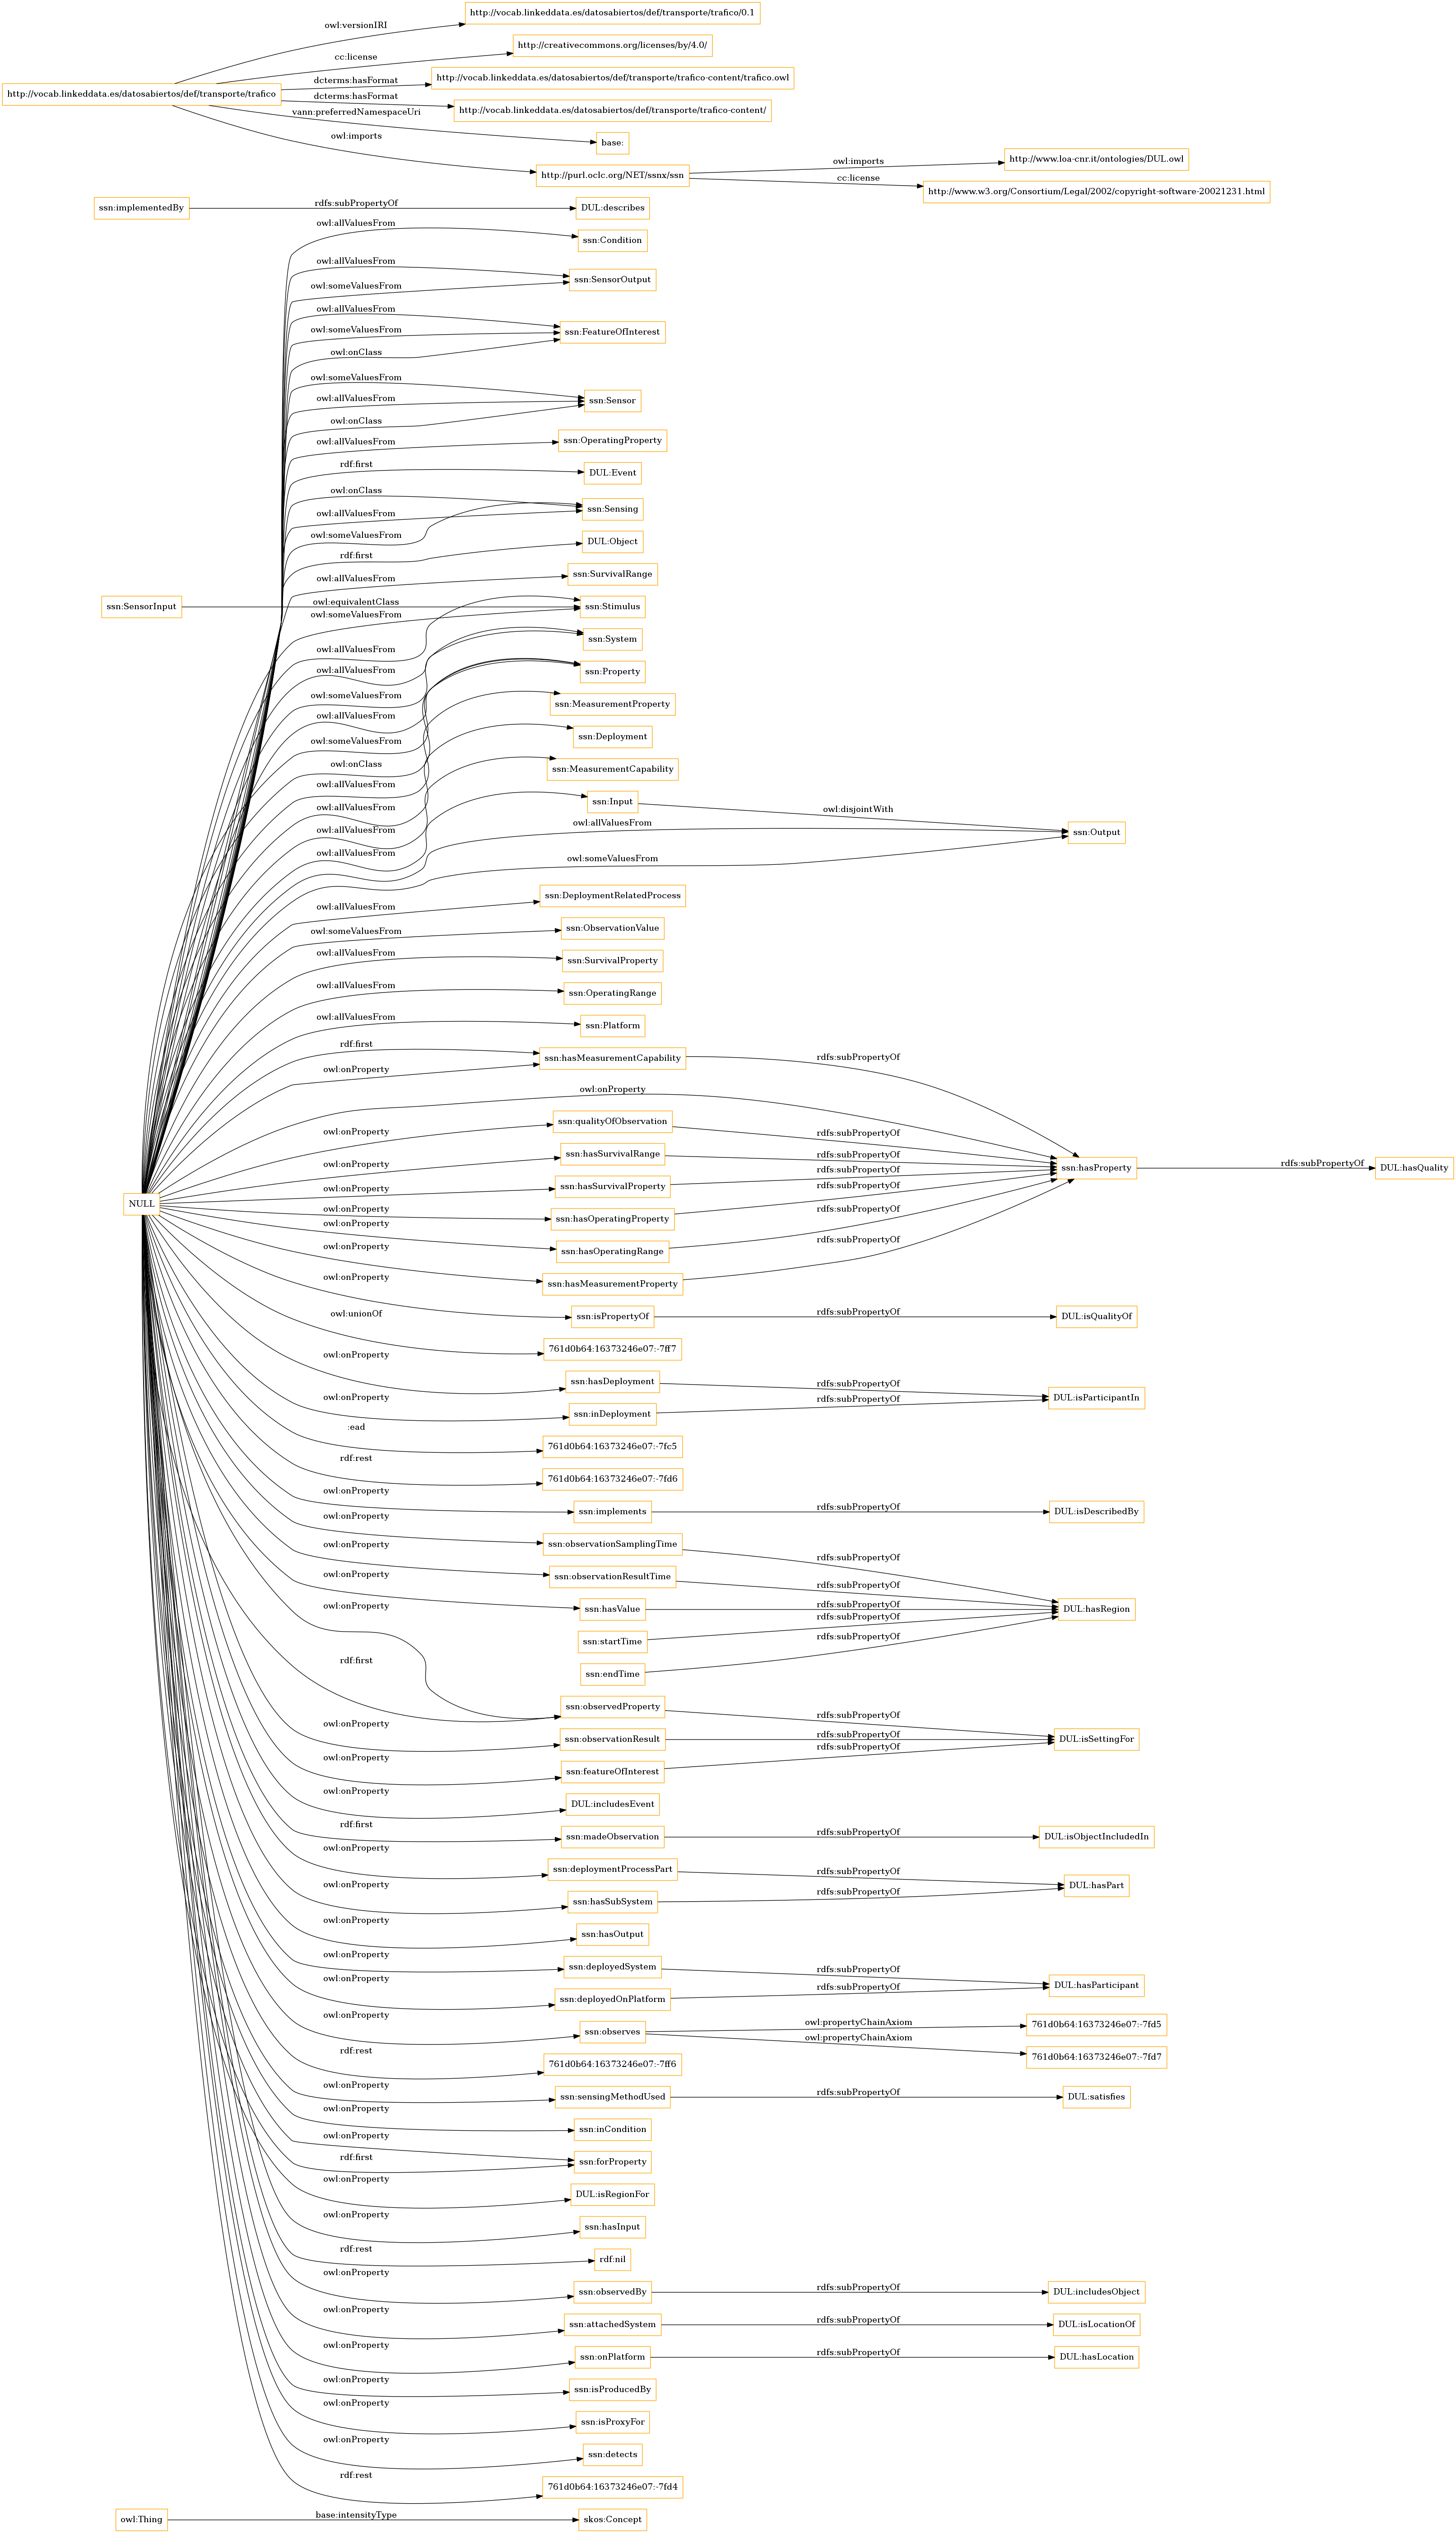 owl:versionIRI
http://vocab.linkeddata.es/datosabiertos/def/transporte/trafico/0.1
cc:license
http://creativecommons.org/licenses/by/4.0/
dcterms:hasFormat
http://vocab.linkeddata.es/datosabiertos/def/transporte/trafico-content/trafico.owl
http://vocab.linkeddata.es/datosabiertos/def/transporte/trafico
dcterms:hasFormat
http://vocab.linkeddata.es/datosabiertos/def/transporte/trafico-content/
vann:preferredNamespaceUri
base:
owl:imports
http://purl.oclc.org/NET/ssnx/ssn
owl:imports
http://www.loa-cnr.it/ontologies/DUL.owl
cc:license
http://www.w3.org/Consortium/Legal/2002/copyright-software-20021231.html
ssn:implementedBy
rdfs:subPropertyOf
DUL:describes
owl:allValuesFrom
ssn:Condition
owl:allValuesFrom
ssn:SensorOutput
owl:someValuesFrom
owl:allValuesFrom
owl:someValuesFrom
ssn:FeatureOfInterest
owl:onClass
owl:someValuesFrom
owl:allValuesFrom
ssn:Sensor
owl:onClass
owl:allValuesFrom
ssn:OperatingProperty
rdf:first
DUL:Event
owl:onClass
owl:allValuesFrom
ssn:Sensing
owl:someValuesFrom
DUL:Object
rdf:first
owl:allValuesFrom
ssn:SurvivalRange
ssn:SensorInput
owl:equivalentClass
ssn:Stimulus
owl:someValuesFrom
owl:allValuesFrom
ssn:System
owl:allValuesFrom
ssn:Property
owl:someValuesFrom
ssn:MeasurementProperty
owl:allValuesFrom
owl:someValuesFrom
ssn:Deployment
owl:onClass
ssn:MeasurementCapability
owl:allValuesFrom
ssn:Input
owl:allValuesFrom
owl:disjointWith
owl:allValuesFrom
owl:allValuesFrom
ssn:Output
owl:allValuesFrom
owl:someValuesFrom
ssn:DeploymentRelatedProcess
owl:allValuesFrom
owl:someValuesFrom
ssn:ObservationValue
owl:allValuesFrom
ssn:SurvivalProperty
owl:allValuesFrom
ssn:OperatingRange
owl:allValuesFrom
ssn:Platform
rdf:first
ssn:hasMeasurementCapability
rdfs:subPropertyOf
owl:onProperty
owl:onProperty
ssn:qualityOfObservation
owl:onProperty
rdfs:subPropertyOf
ssn:hasSurvivalRange
rdfs:subPropertyOf
owl:onProperty
ssn:hasProperty
rdfs:subPropertyOf
DUL:hasQuality
rdfs:subPropertyOf
ssn:hasSurvivalProperty
owl:onProperty
rdfs:subPropertyOf
NULL
owl:onProperty
ssn:hasOperatingProperty
rdfs:subPropertyOf
owl:onProperty
ssn:hasOperatingRange
owl:onProperty
rdfs:subPropertyOf
ssn:hasMeasurementProperty
owl:onProperty
ssn:isPropertyOf
rdfs:subPropertyOf
DUL:isQualityOf
owl:unionOf
761d0b64:16373246e07:-7ff7
owl:onProperty
ssn:hasDeployment
rdfs:subPropertyOf
DUL:isParticipantIn
owl:onProperty
ssn:inDeployment
rdfs:subPropertyOf
:ead
761d0b64:16373246e07:-7fc5
rdf:rest
761d0b64:16373246e07:-7fd6
owl:onProperty
ssn:implements
rdfs:subPropertyOf
DUL:isDescribedBy
owl:onProperty
ssn:observationSamplingTime
rdfs:subPropertyOf
owl:onProperty
ssn:observationResultTime
rdfs:subPropertyOf
owl:onProperty
ssn:hasValue
rdfs:subPropertyOf
DUL:hasRegion
rdfs:subPropertyOf
ssn:startTime
rdfs:subPropertyOf
ssn:endTime
owl:onProperty
rdf:first
ssn:observedProperty
rdfs:subPropertyOf
owl:onProperty
ssn:observationResult
rdfs:subPropertyOf
DUL:isSettingFor
owl:onProperty
ssn:featureOfInterest
rdfs:subPropertyOf
owl:onProperty
DUL:includesEvent
rdf:first
ssn:madeObservation
rdfs:subPropertyOf
DUL:isObjectIncludedIn
owl:onProperty
ssn:deploymentProcessPart
rdfs:subPropertyOf
DUL:hasPart
owl:onProperty
ssn:hasSubSystem
rdfs:subPropertyOf
owl:onProperty
ssn:hasOutput
owl:onProperty
ssn:deployedSystem
rdfs:subPropertyOf
DUL:hasParticipant
owl:onProperty
ssn:deployedOnPlatform
rdfs:subPropertyOf
owl:onProperty
ssn:observes
owl:propertyChainAxiom
761d0b64:16373246e07:-7fd5
owl:propertyChainAxiom
761d0b64:16373246e07:-7fd7
rdf:rest
761d0b64:16373246e07:-7ff6
owl:onProperty
ssn:sensingMethodUsed
rdfs:subPropertyOf
DUL:satisfies
owl:onProperty
ssn:inCondition
owl:onProperty
rdf:first
ssn:forProperty
owl:onProperty
DUL:isRegionFor
owl:onProperty
ssn:hasInput
rdf:rest
rdf:nil
owl:onProperty
ssn:observedBy
rdfs:subPropertyOf
DUL:includesObject
owl:onProperty
ssn:attachedSystem
rdfs:subPropertyOf
DUL:isLocationOf
owl:onProperty
ssn:onPlatform
rdfs:subPropertyOf
DUL:hasLocation
owl:onProperty
ssn:isProducedBy
owl:onProperty
ssn:isProxyFor
owl:onProperty
ssn:detects
rdf:rest
761d0b64:16373246e07:-7fd4
owl:Thing
base:intensityType
skos:Concept